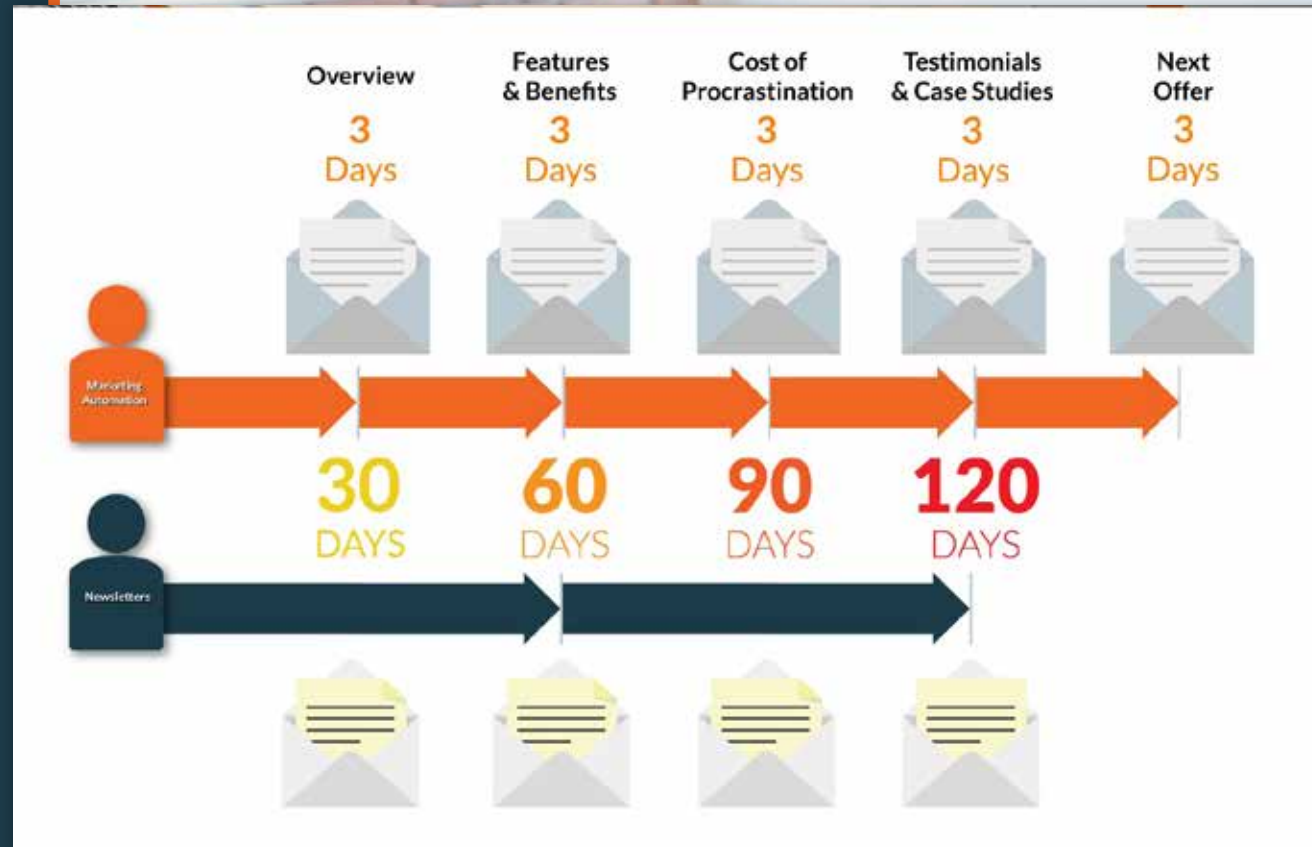 Overview
Features
& Benefits
Cost of
Procrastination
Testimonials
& Case Studies
Next
Offer
3
Days
3
Days
3
Days
3
Days
3
Days
Marketing
Automation
30
DAYS
60
DAYS
90
DAYS
120
DAYS
Newsletters